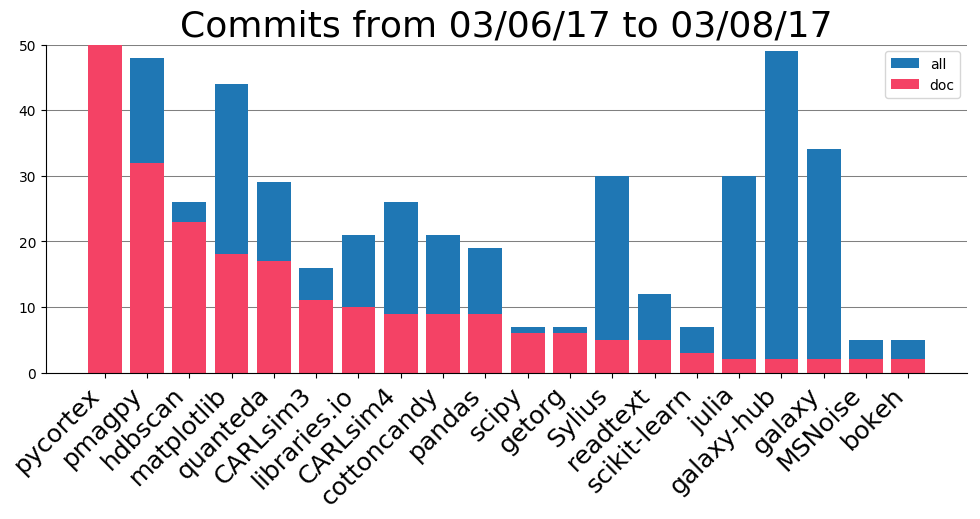 Commits from 03/06/17 to 03/08/17
50
40
30
20
10
0
all
doc
pycortex
pmagpy
hdbscan
matplotlib
quanteda
CARLsim3
libraries.io
CARLsim4
cottoncandy
pandas
scipy
getorg
Sylius
readtext
scikit-learn
julia
galaxy-hub
galaxy
MSNoise
bokeh